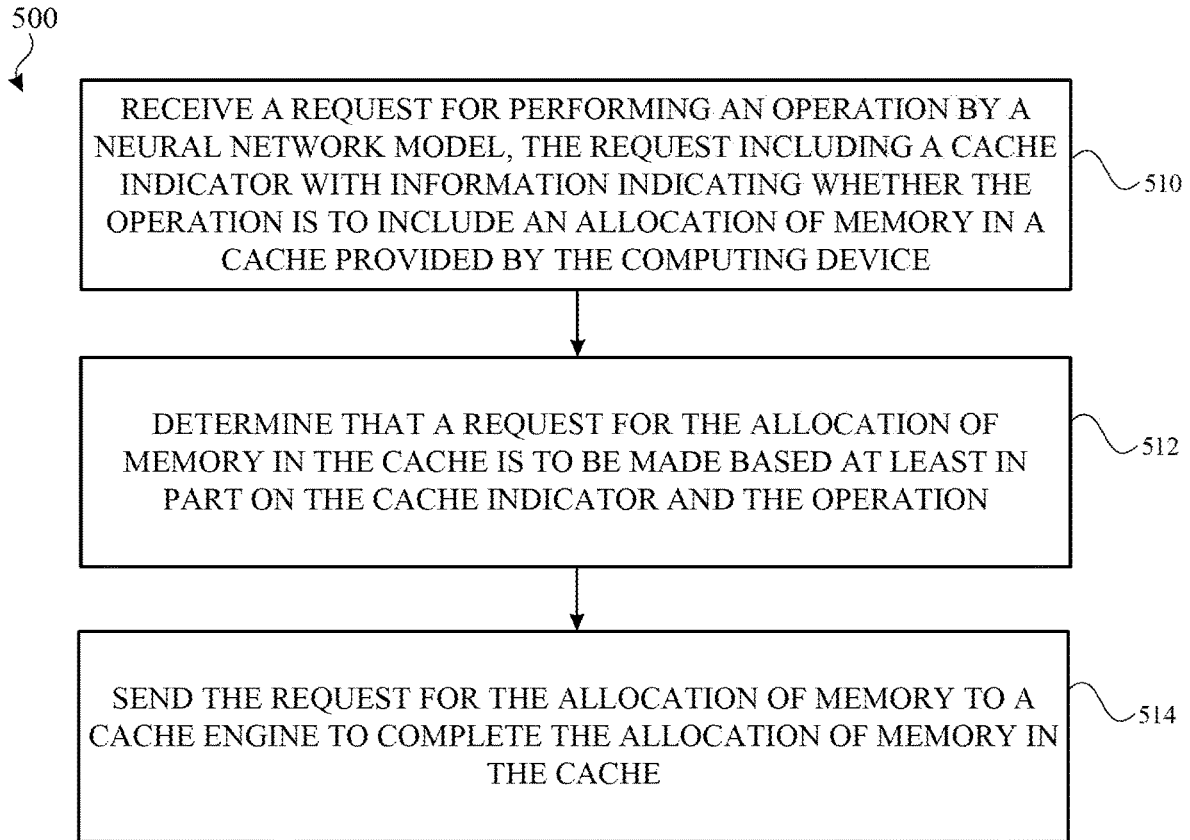 500
RECEIVE A REQUEST FOR PERFORMING AN OPERATION BY A
NEURAL NETWORK MODEL, THE REQUEST INCLUDING A CACHE
INDICATOR WITH INFORMATION INDICATING WHETHER THE
OPERATION IS TO INCLUDE AN ALLOCATION OF MEMORY IN A
CACHE PROVIDED BY THE COMPUTING DEVICE
510
DETERMINE THAT A REQUEST FOR THE ALLOCATION OF
MEMORY IN THE CACHE IS TO BE MADE BASED AT LEAST IN
PART ON THE CACHE INDICATOR AND THE OPERATION
512
SEND THE REQUEST FOR THE ALLOCATION OF MEMORY TO A
CACHE ENGINE TO COMPLETE THE ALLOCATION OF MEMORY IN
THE CACHE
514